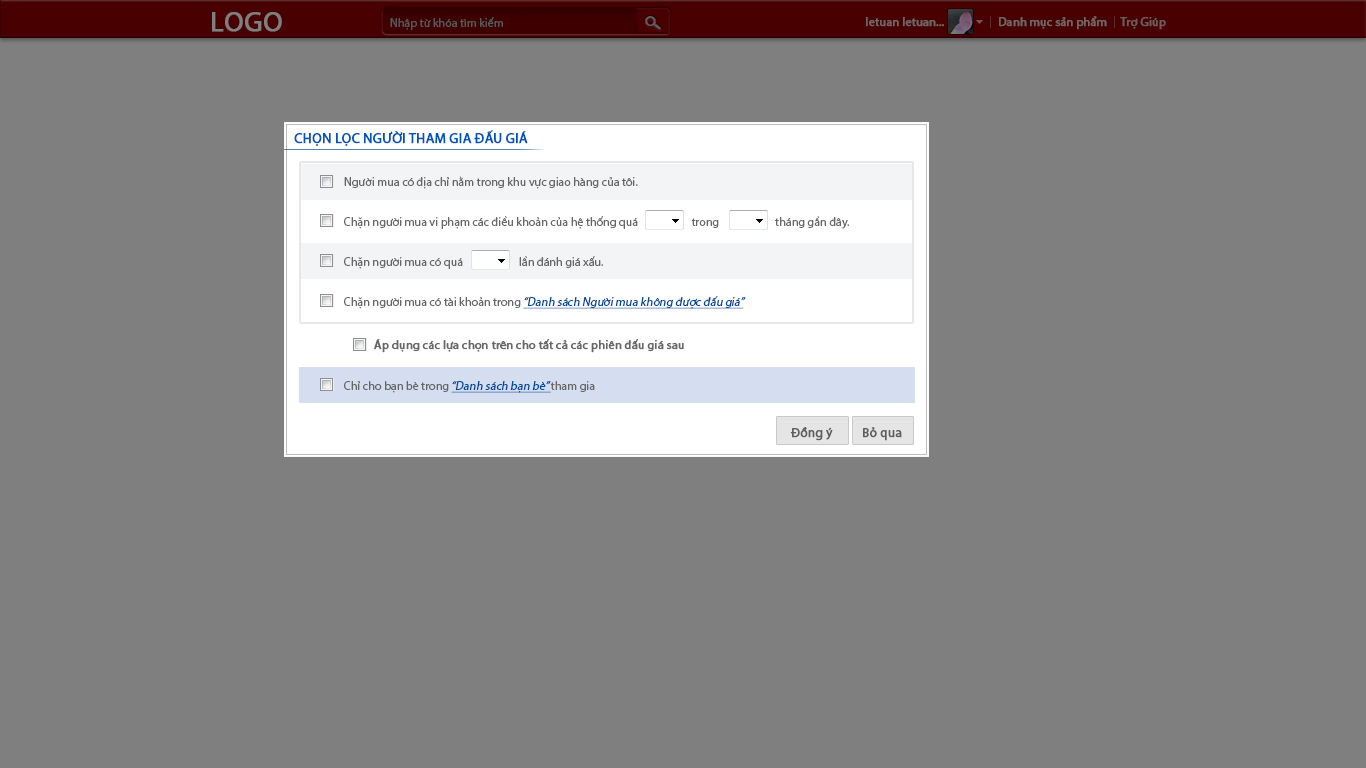 LOGO
Nhập từ khóa tìm kiếm
letuan letuan...
Danh mục sản phẩm
Trợ Giúp
CHỌN LỌC NGƯỜI THAM GIA ĐẤU GIÁ
Người mua có địa chỉ nằm trong khu vực giao hàng của tôi.
Chặn người mua vi phạm các điều khoản của hệ thống quá trong tháng gần đây.
Chặn người mua có quá lần đánh giá xấu.
Chặn người mua có tài khoản trong “Danh sách Người mua không được đấu giá”
Áp dụng các lựa chọn trên cho tất cả các phiên đấu giá sau
Chỉ cho bạn bè trong “Danh sách bạn bè” tham gia
Đồng ý
Bỏ qua